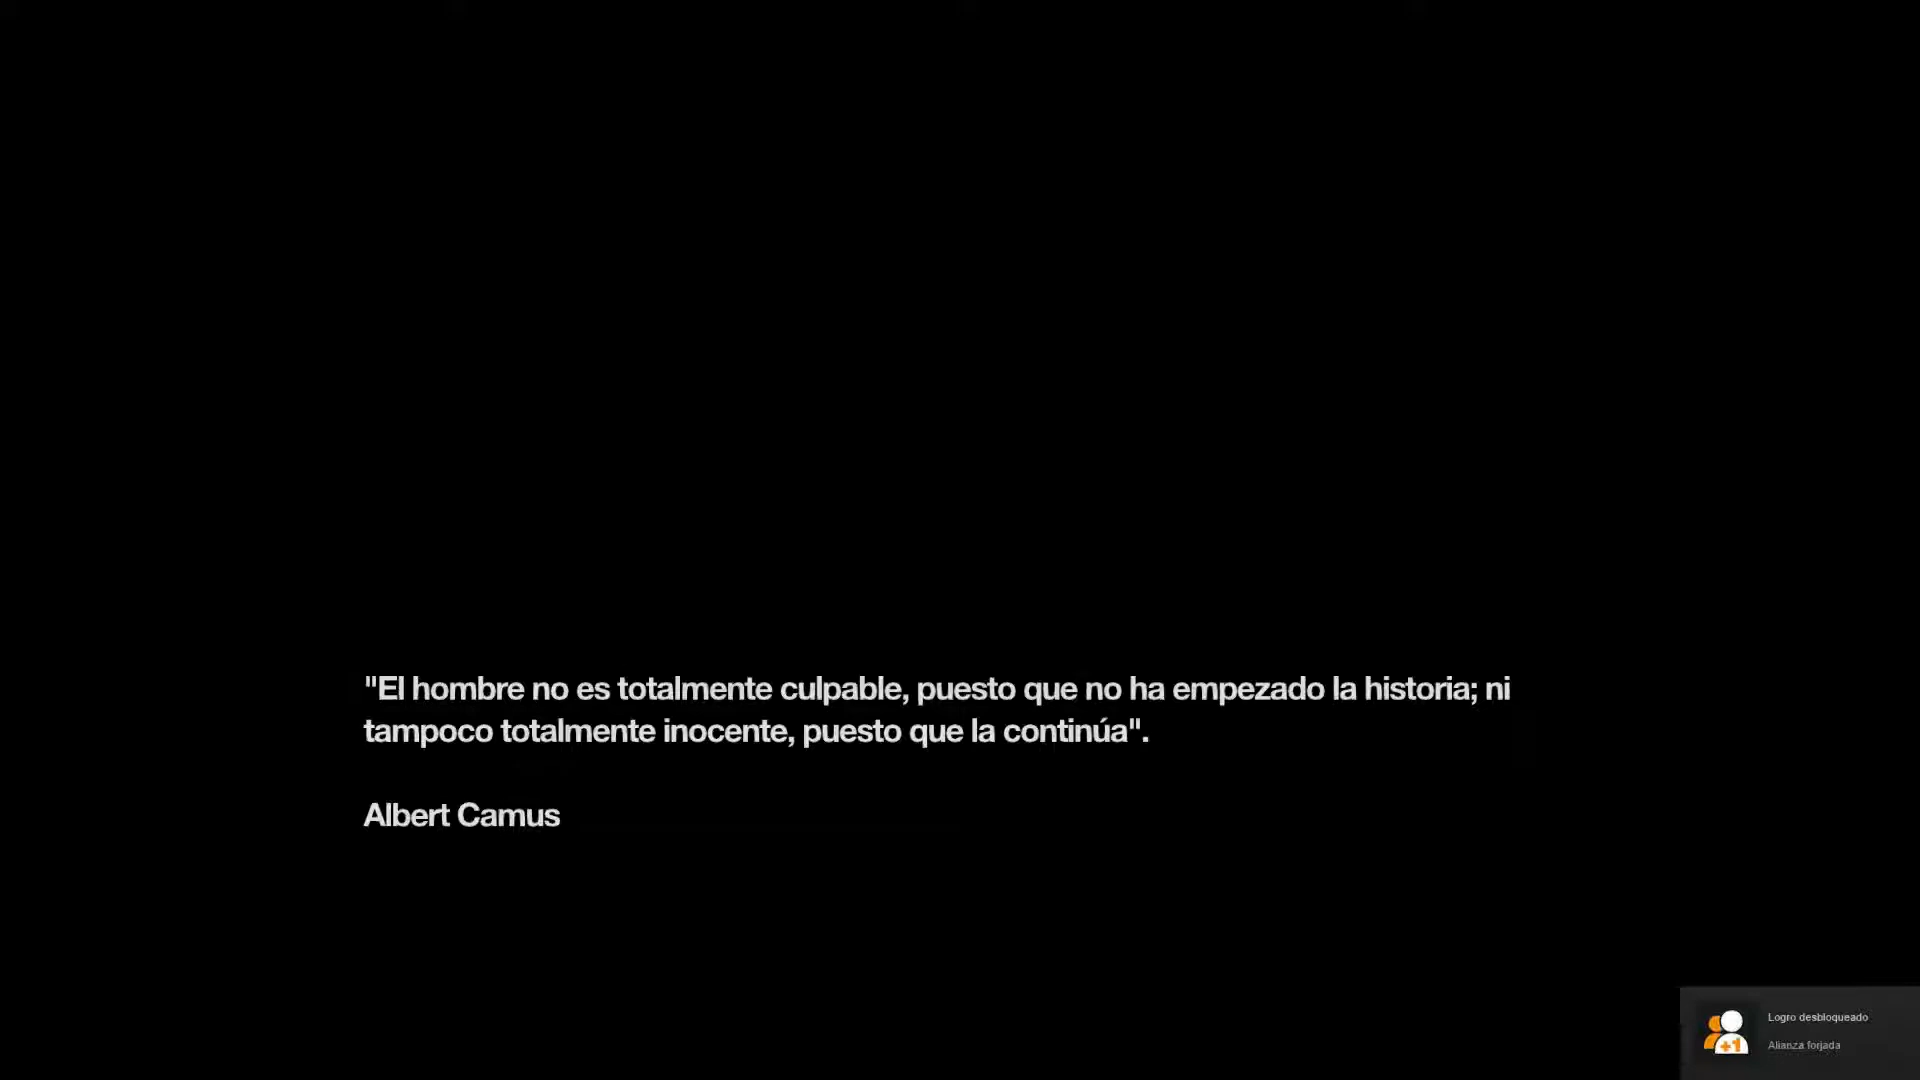 "El hombre no es totalmente culpable, puesto que no ha empezado la historia; ni
tampoco totalmente inocente, puesto que la continúa".
Albert Camus
Logro desbloqueado
+1
Alianza forjada